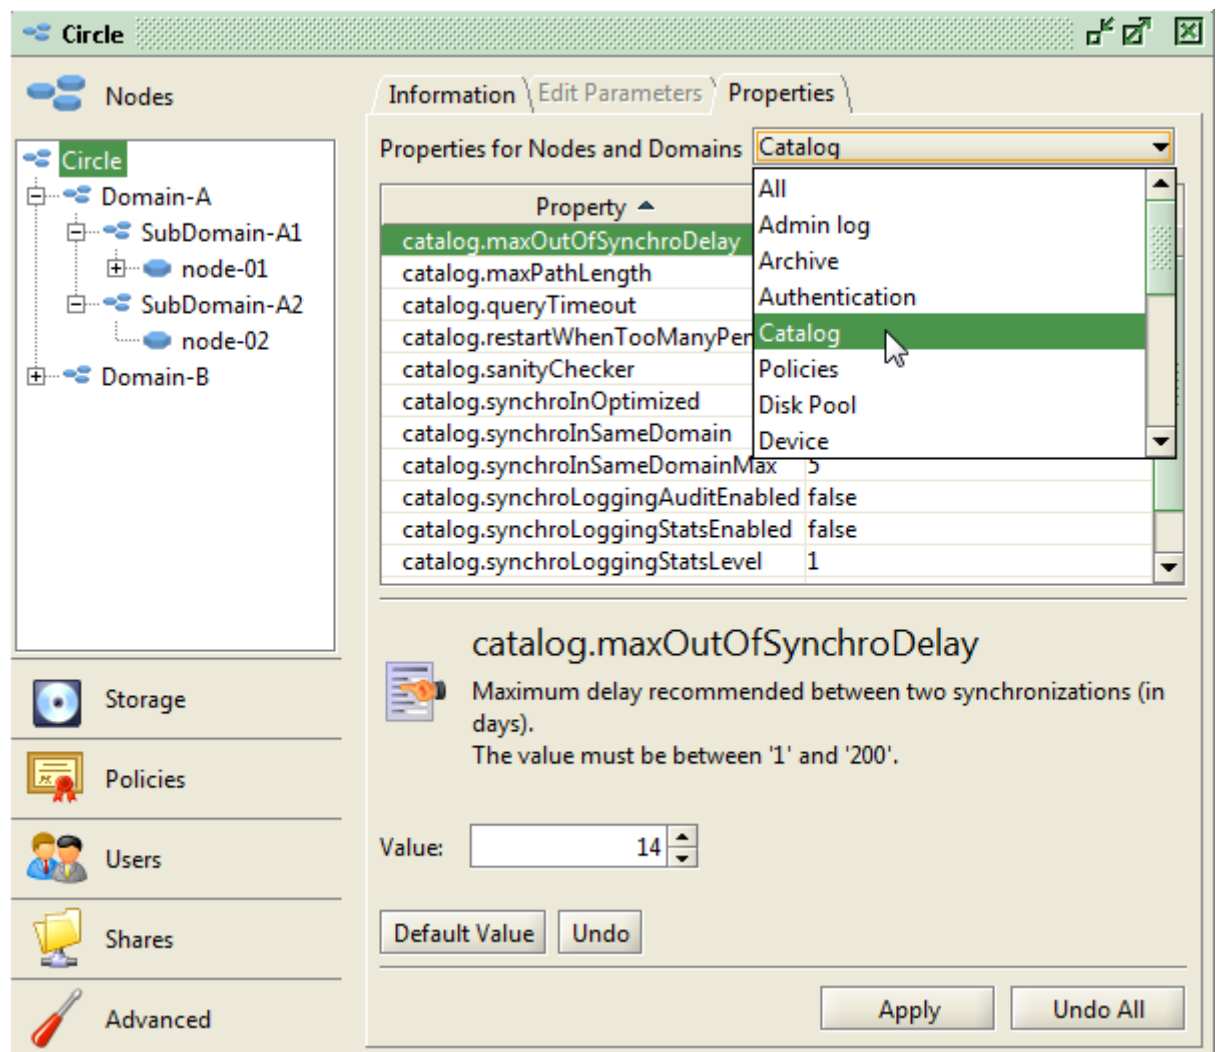 Circle
Nodes
Circle
Domain-A
SubDomain-A1
node-01
SubDomain-A2
node-02
Domain-B
Storage
Policies
Users
Shares
Advanced
Information Edit Parameters Properties
Properties for Nodes and Domains Catalog
All
Admin log
Archive
Authentication
Catalog
Policies
Disk Pool
Device
Property
catalog.maxOutOfSynchroDelay
catalog.maxPathLength
catalog.queryTimeout
catalog.restartWhenTooManyPer
catalog.sanityChecker
catalog.synchroInOptimized
catalog.synchroInSameDomain
catalog.synchroInSameDomainMax 5
catalog.synchroLoggingAuditEnabled false
catalog.synchroLoggingStatsEnabled false
catalog.synchroLoggingStatsLevel 1
catalog.maxOutOfSynchroDelay
Maximum delay recommended between two synchronizations (in
days).
The value must be between '1' and '200'.
Value: 14
Default Value Undo
Apply Undo All